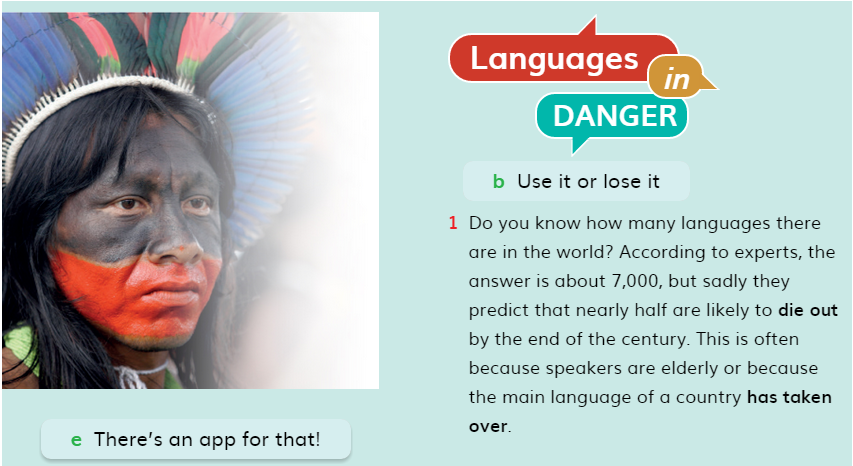 Languages
in
DANGER
b Use it or lose it
1 Do you know how many languages there
are in the world? According to experts, the
answer is about 7,000, but sadly they
predict that nearly half are likely to die out
by the end of the century. This is often
because speakers are elderly or because
the main language of a country has taken
over.
e There's an app for that!